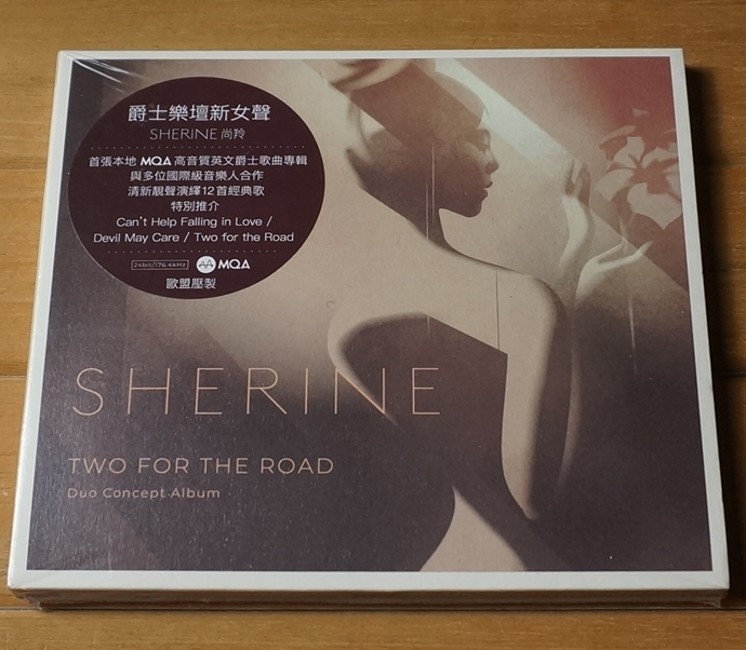 爵士樂壇新女聲
SHERINE 尚羚
首張本地 MQA 高音質英文爵士歌曲專輯
與多位國際級音樂人合作
清新靚聲演繹12首經典歌
特別推介
Can't Help Falling in Love /
Devil May Care / Two for the Road
24bit/176.4kHz MQA
歐盟壓製
SHERINE
TWO FOR THE ROAD
Duo Concept Album